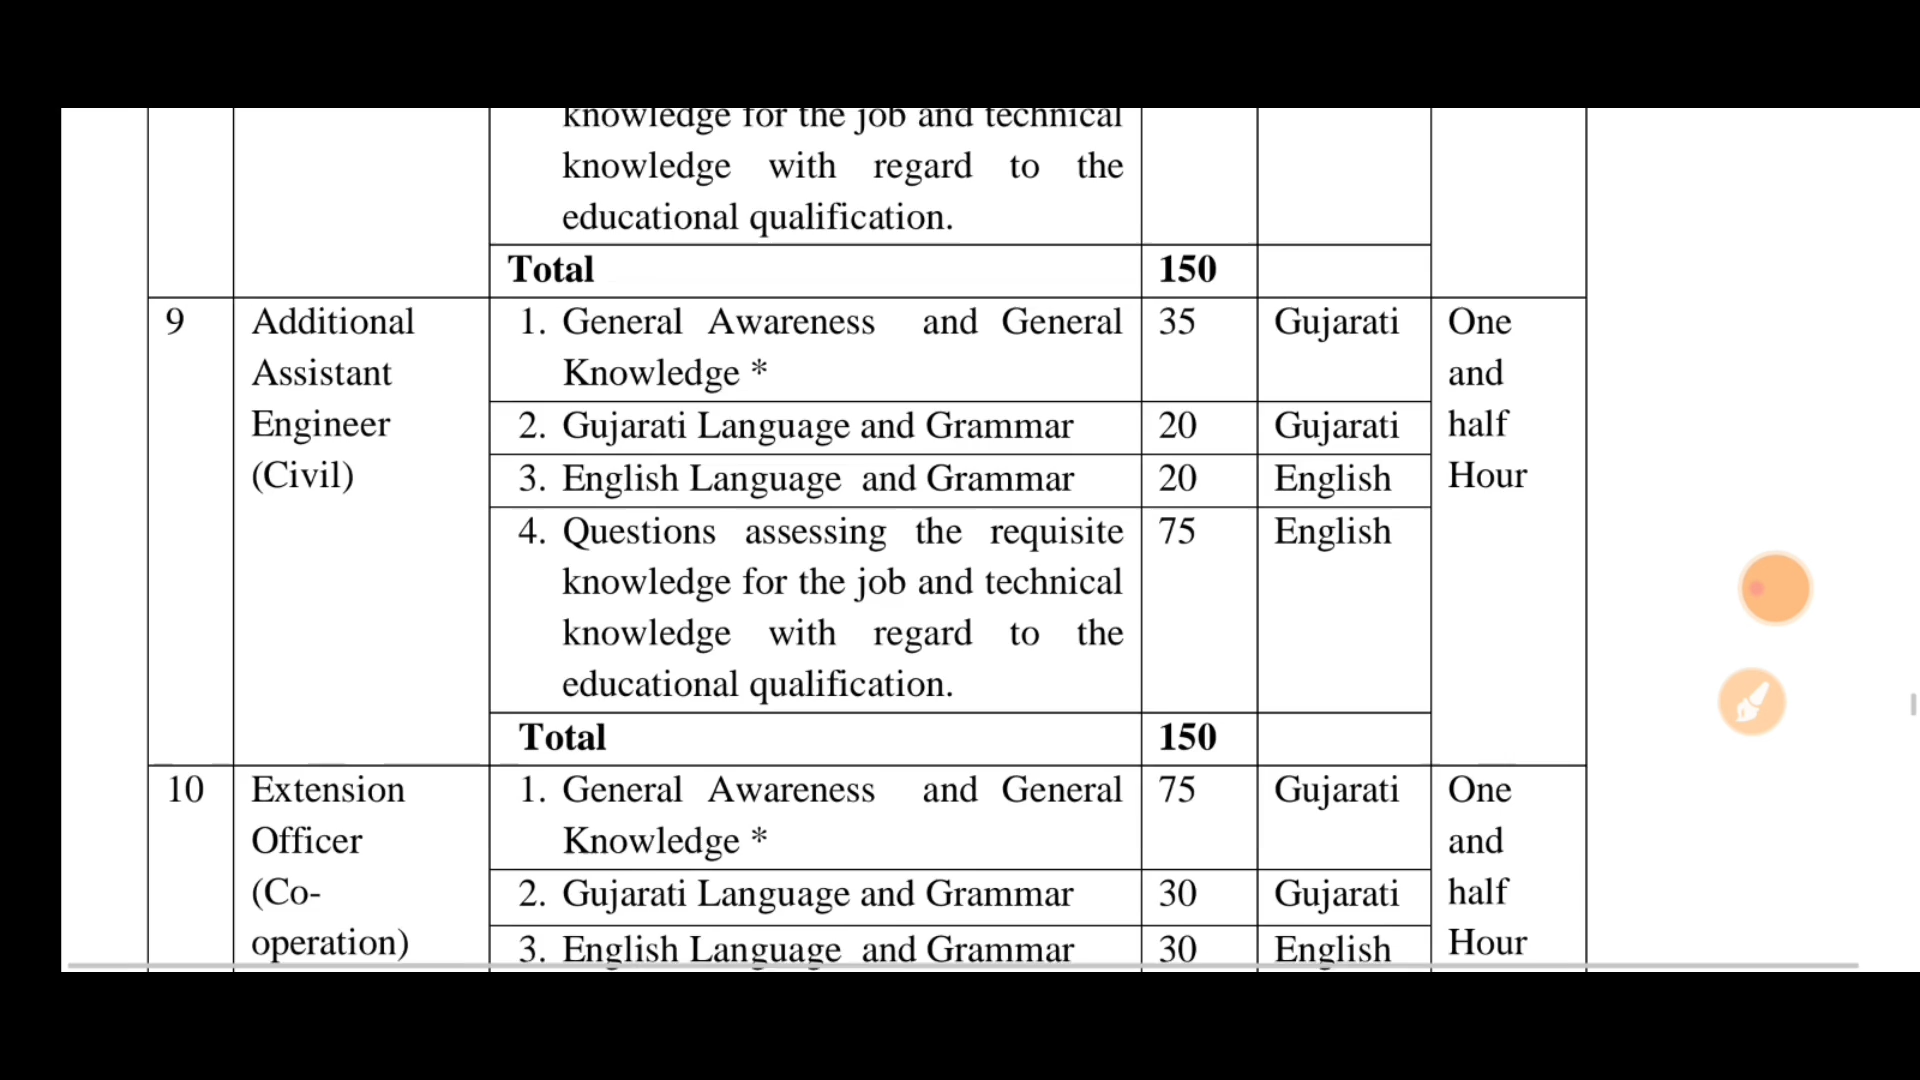 knowledge for the job and technical
knowledge with regard to the
educational qualification.
Total 150
9 Additional 1. General Awareness and General 35 Gujarati One
Assistant Knowledge * and
Engineer 2. Gujarati Language and Grammar 20 Gujarati half
(Civil) 3. English Language and Grammar 20 English Hour
4. Questions assessing the requisite 75 English
knowledge for the job and technical
knowledge with regard to the
educational qualification.
Total 150
10 Extension 1. General Awareness and General 75 Gujarati One
Officer Knowledge * and
(Co- 2. Gujarati Language and Grammar 30 Gujarati half
operation) 3. English Language and Grammar 30 English Hour